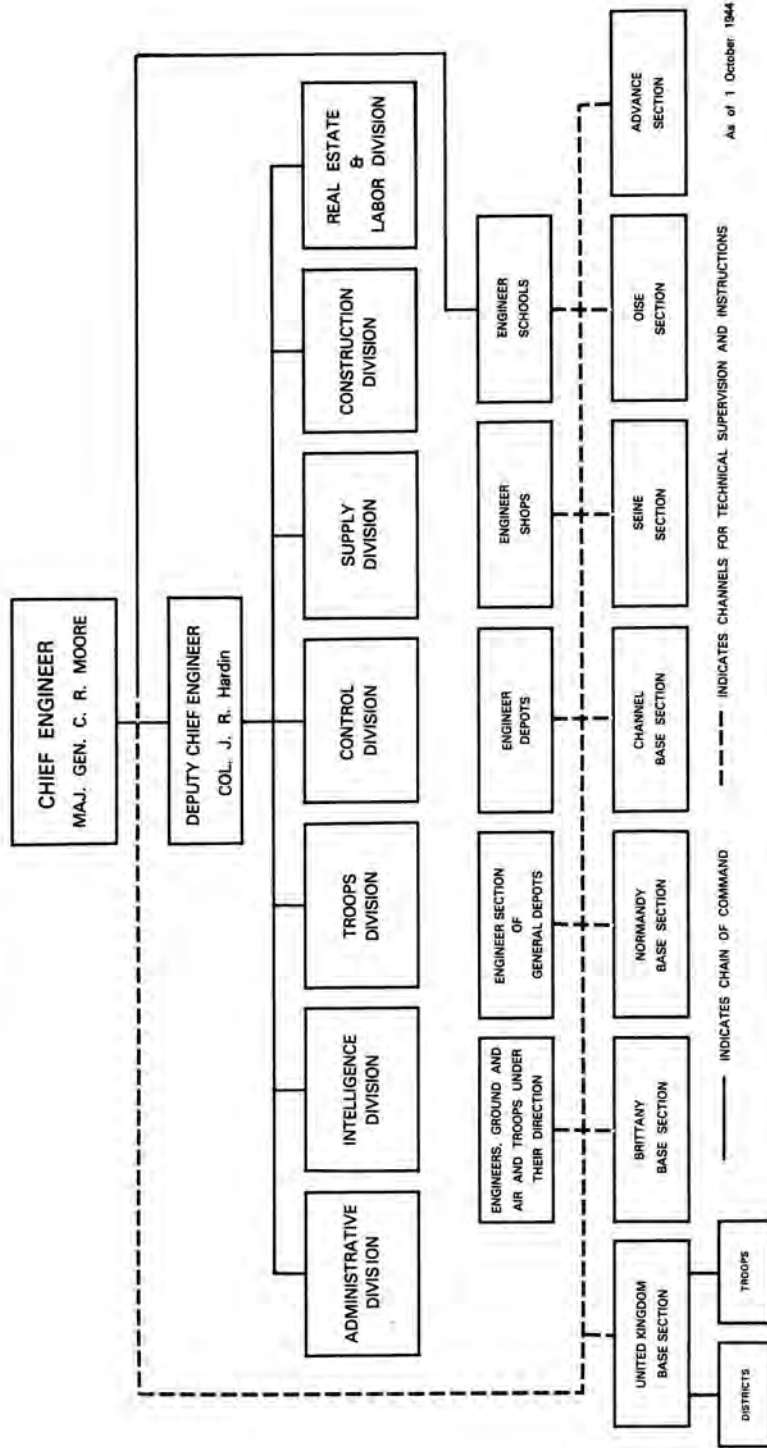 CHIEF ENGINEER
MAJ. GEN. C. R. MOORE
DEPUTY CHIEF ENGINEER
COL. J. R. Hardin
ADMINISTRATIVE
DIVISION
INTELLIGENCE
DIVISION
TROOPS
DIVISION
CONTROL
DIVISION
SUPPLY
DIVISION
CONSTRUCTION
DIVISION
REAL ESTATE
&
LABOR DIVISION
ENGINEERS, GROUND AND
AIR AND TROOPS UNDER
THEIR DIRECTION
ENGINEER SECTION
OF
GENERAL DEPOTS
ENGINEER
DEPOTS
ENGINEER
SHOPS
ENGINEER
SCHOOLS
UNITED KINGDOM
BASE SECTION
BRITTANY
BASE SECTION
NORMANDY
BASE SECTION
CHANNEL
BASE SECTION
SEINE
SECTION
OISE
SECTION
ADVANCE
SECTION
DISTRICTS
TROOPS
INDICATES CHAIN OF COMMAND
INDICATES CHANNELS FOR TECHNICAL SUPERVISION AND INSTRUCTIONS
As of 1 October 1944